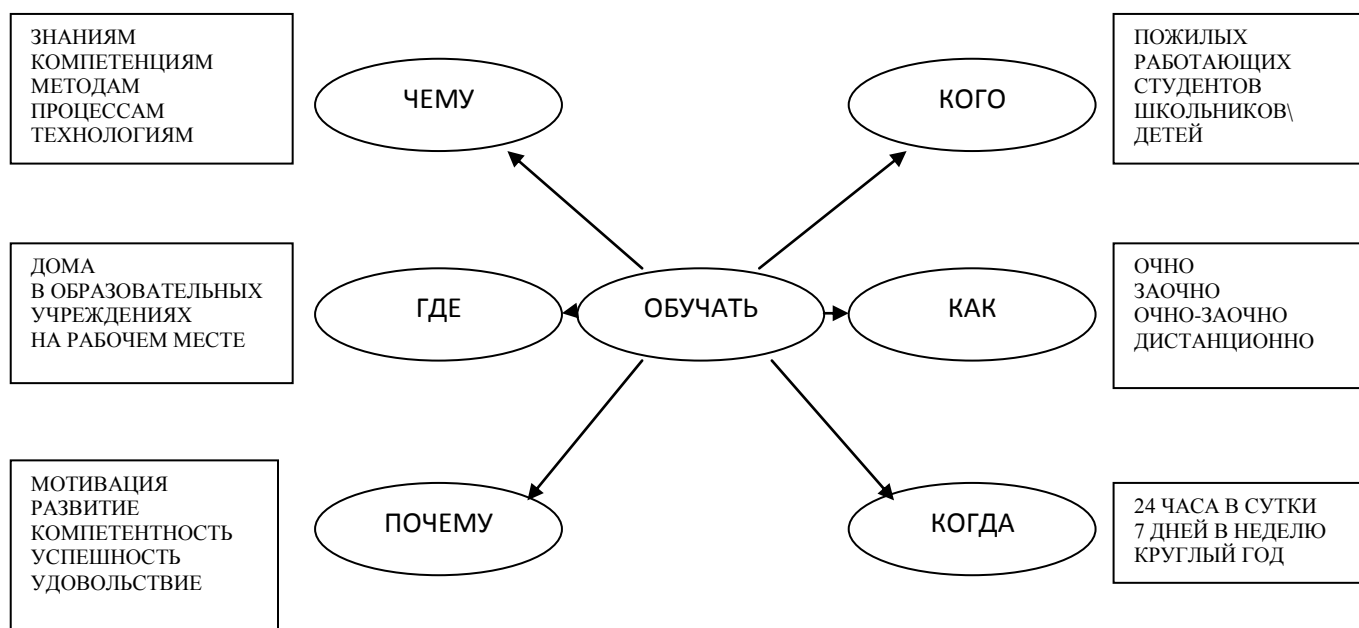 ЗНАНИЯМ
КОМПЕТЕНЦИЯМ
МЕТОДАМ
ПРОЦЕССАМ
ТЕХНОЛОГИЯМ
ЧЕМУ
КОГО
ПОЖИЛЫХ
РАБОТАЮЩИХ
СТУДЕНТОВ
ШКОЛЬНИКОВ\
ДЕТЕЙ
ДОМА
В ОБРАЗОВАТЕЛЬНЫХ
УЧРЕЖДЕНИЯХ
НА РАБОЧЕМ МЕСТЕ
ГДЕ
ОБУЧАТЬ
КАК
ОЧНО
ЗАОЧНО
ОЧНО-ЗАОЧНО
ДИСТАНЦИОННО
МОТИВАЦИЯ
РАЗВИТИЕ
КОМПЕТЕНТНОСТЬ
УСПЕШНОСТЬ
УДОВОЛЬСТВИЕ
ПОЧЕМУ
КОГДА
24 ЧАСА В СУТКИ
7 ДНЕЙ В НЕДЕЛЮ
КРУГЛЫЙ ГОД